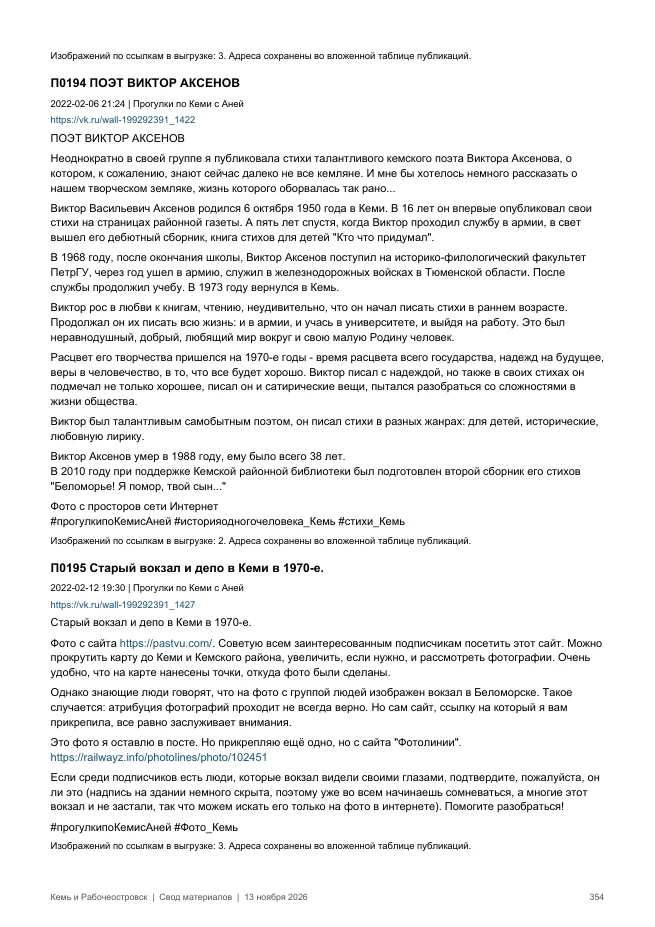 Изображений по ссылкам в выгрузке: 3. Адреса сохранены во вложенной таблице публикаций.
П0194 ПОЭТ ВИКТОР АКСЕНОВ
2022-02-06 21:24 | Прогулки по Кеми с Аней
https://vk.ru/wall-199292391_1422
ПОЭТ ВИКТОР АКСЕНОВ
Неоднократно в своей группе я публиковала стихи талантливого кемского поэта Виктора Аксенова, о
котором, к сожалению, знают сейчас далеко не все кемляне. И мне бы хотелось немного рассказать о
нашем творческом земляке, жизнь которого оборвалась так рано...
Виктор Васильевич Аксенов родился 6 октября 1950 года в Кеми. В 16 лет он впервые опубликовал свои
стихи на страницах районной газеты. А пять лет спустя, когда Виктор проходил службу в армии, в свет
вышел его дебютный сборник, книга стихов для детей "Кто что придумал".
В 1968 году, после окончания школы, Виктор Аксенов поступил на историко-филологический факультет
ПетрГУ, через год ушел в армию, служил в железнодорожных войсках в Тюменской области. После
службы продолжил учебу. В 1973 году вернулся в Кемь.
Виктор рос в любви к книгам, чтению, неудивительно, что он начал писать стихи в раннем возрасте.
Продолжал он их писать всю жизнь: и в армии, и учась в университете, и выйдя на работу. Это был
неравнодушный, добрый, любящий мир вокруг и свою малую Родину человек.
Расцвет его творчества пришелся на 1970-е годы - время расцвета всего государства, надежд на будущее,
веры в человечество, в то, что все будет хорошо. Виктор писал с надеждой, но также в своих стихах он
подмечал не только хорошее, писал он и сатирические вещи, пытался разобраться со сложностями в
жизни общества.
Виктор был талантливым самобытным поэтом, он писал стихи в разных жанрах: для детей, исторические,
любовную лирику.
Виктор Аксенов умер в 1988 году, ему было всего 38 лет.
В 2010 году при поддержке Кемской районной библиотеки был подготовлен второй сборник его стихов
"Беломорье! Я помор, твой сын..."
Фото с просторов сети Интернет
#прогулкипоКемисАней #историяодногочеловека_Кемь #стихи_Кемь
Изображений по ссылкам в выгрузке: 2. Адреса сохранены во вложенной таблице публикаций.
П0195 Старый вокзал и депо в Кеми в 1970-е.
2022-02-12 19:30 | Прогулки по Кеми с Аней
https://vk.ru/wall-199292391_1427
Старый вокзал и депо в Кеми в 1970-е.
Фото с сайта https://pastvu.com/. Советую всем заинтересованным подписчикам посетить этот сайт. Можно
прокрутить карту до Кеми и Кемского района, увеличить, если нужно, и рассмотреть фотографии. Очень
удобно, что на карте нанесены точки, откуда фото были сделаны.
Однако знающие люди говорят, что на фото с группой людей изображен вокзал в Беломорске. Такое
случается: атрибуция фотографий проходит не всегда верно. Но сам сайт, ссылку на который я вам
прикрепила, все равно заслуживает внимания.
Это фото я оставлю в посте. Но прикрепляю ещё одно, но с сайта "Фотолинии".
https://railwayz.info/photolines/photo/102451
Если среди подписчиков есть люди, которые вокзал видели своими глазами, подтвердите, пожалуйста, он
ли это (надпись на здании немного скрыта, поэтому уже во всем начинаешь сомневаться, а многие этот
вокзал и не застали, так что можем искать его только на фото в интернете). Помогите разобраться!
#прогулкипоКемисАней #Фото_Кемь
Изображений по ссылкам в выгрузке: 3. Адреса сохранены во вложенной таблице публикаций.
Кемь и Рабочеостровск | Свод материалов | 13 ноября 2026
354